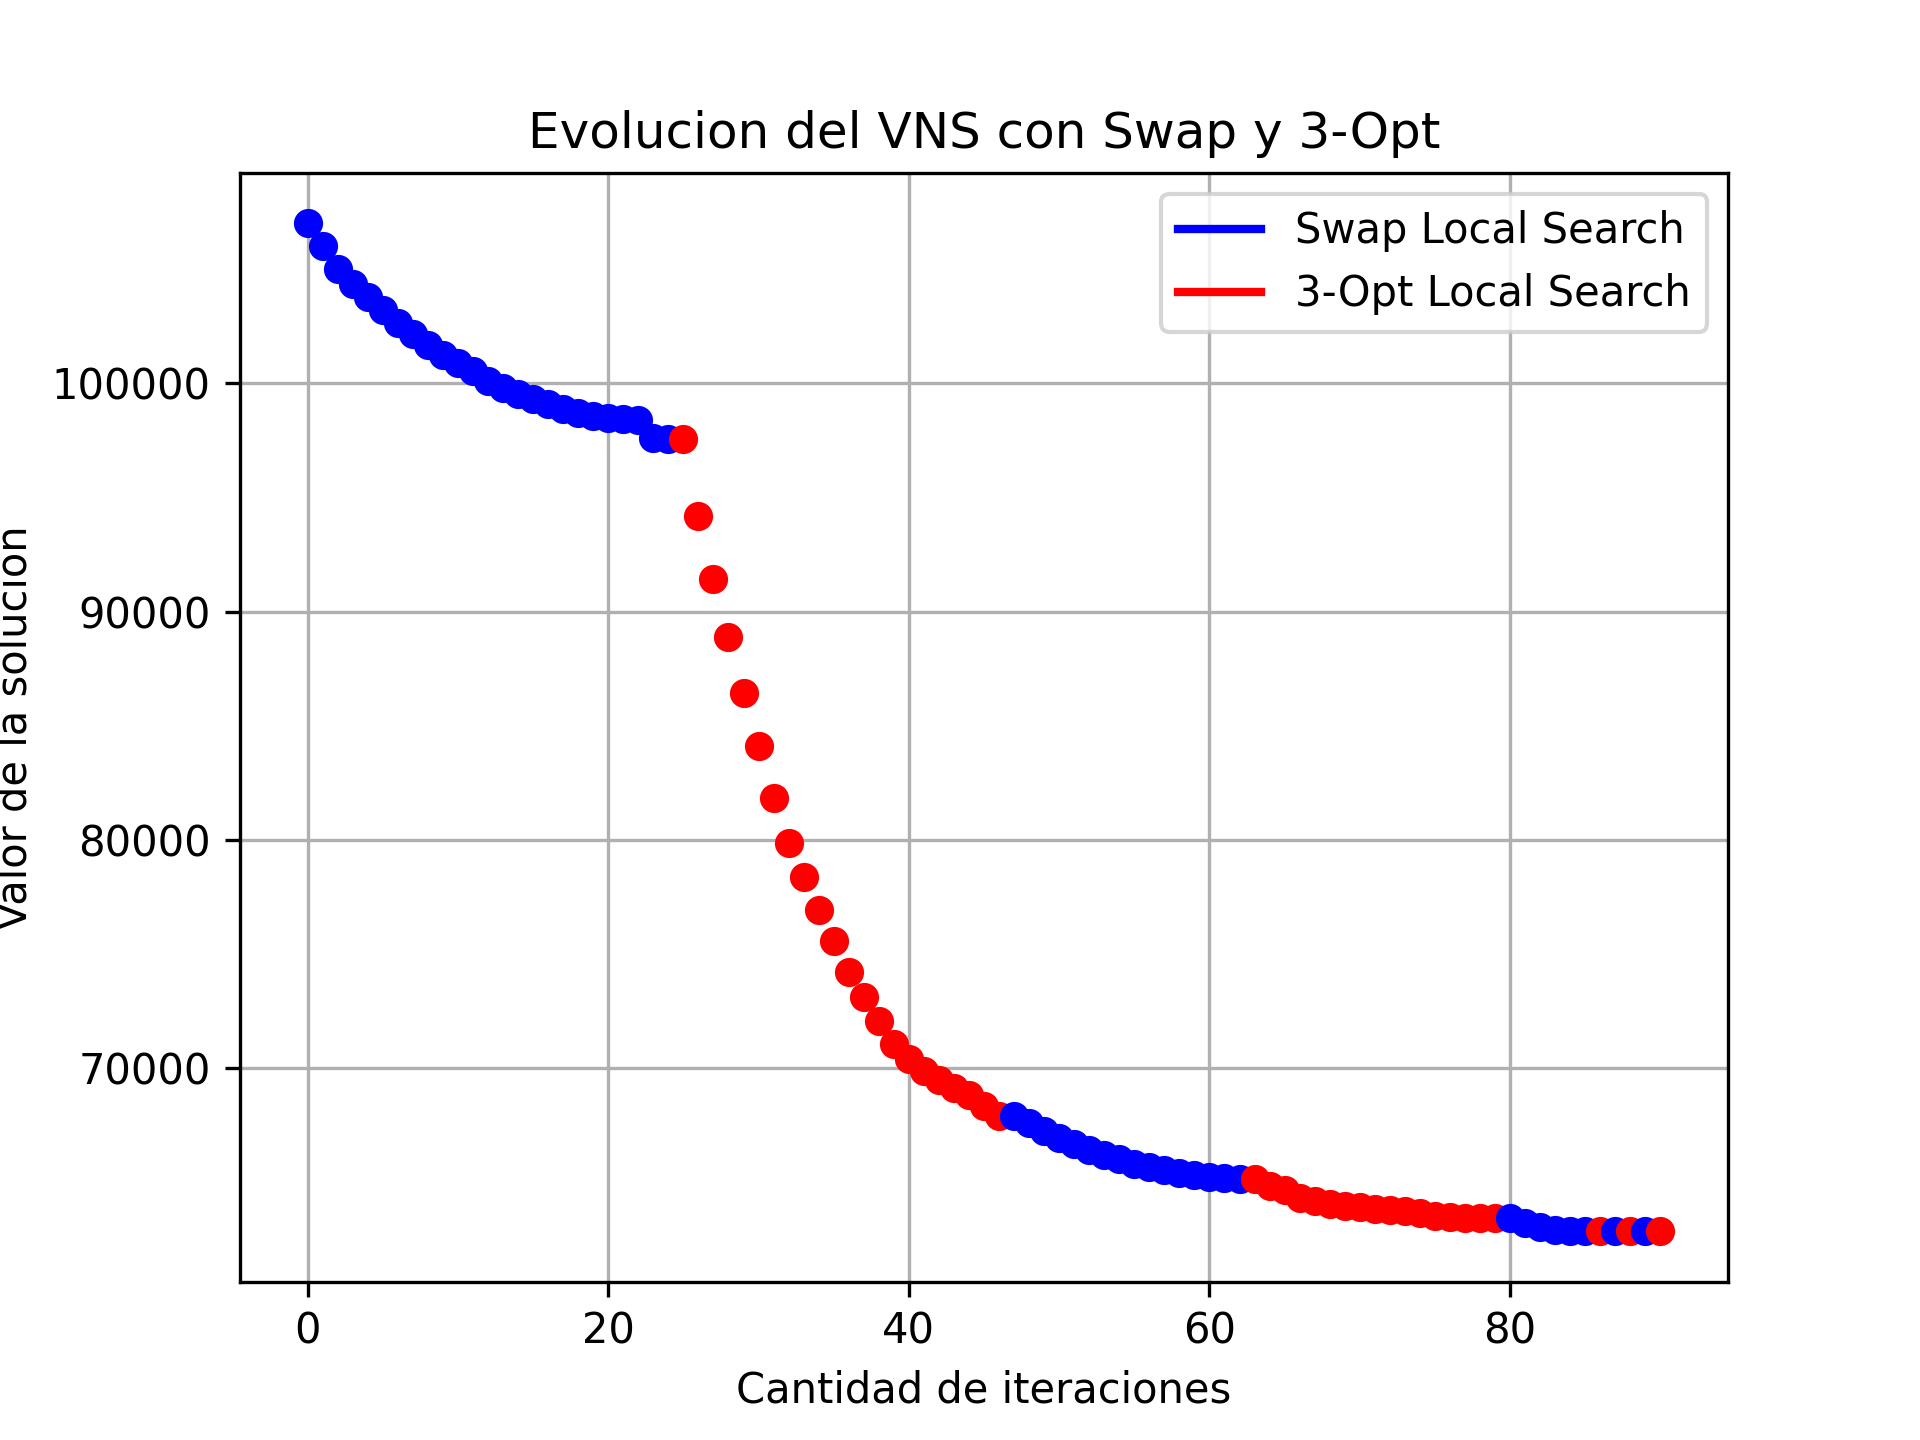 Evolucion del VNS con Swap y 3-Opt
Swap Local Search
3-Opt Local Search
100000
90000
80000
70000
Valor de la solucion
0 20 40 60 80
Cantidad de iteraciones